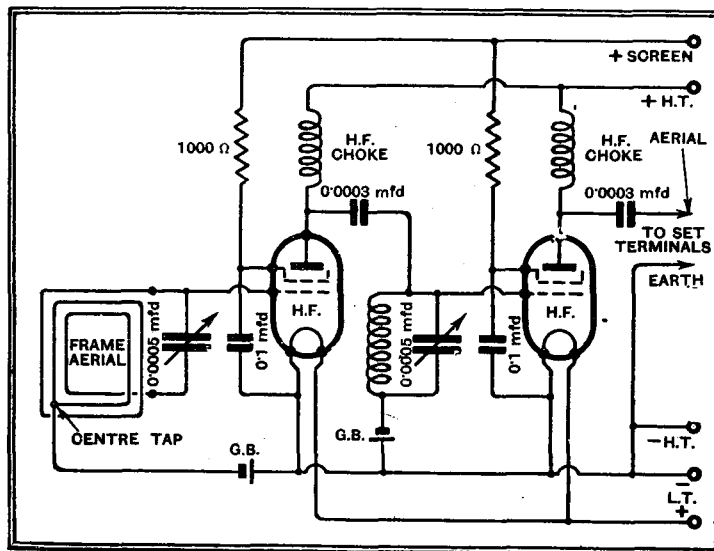 + SCREEN
+ H.T.
1000 Ω
H.F.
CHOKE
0·0003 mfd
1000 Ω
H.F.
CHOKE
AERIAL
0·0003 mfd
TO SET
TERMINALS
EARTH
FRAME
AERIAL
0·0005 mfd
0·1 mfd
H.F.
0·0005 mfd
0·1 mfd
H.F.
CENTRE TAP
G.B.
G.B.
– H.T.
–
L.T.
+